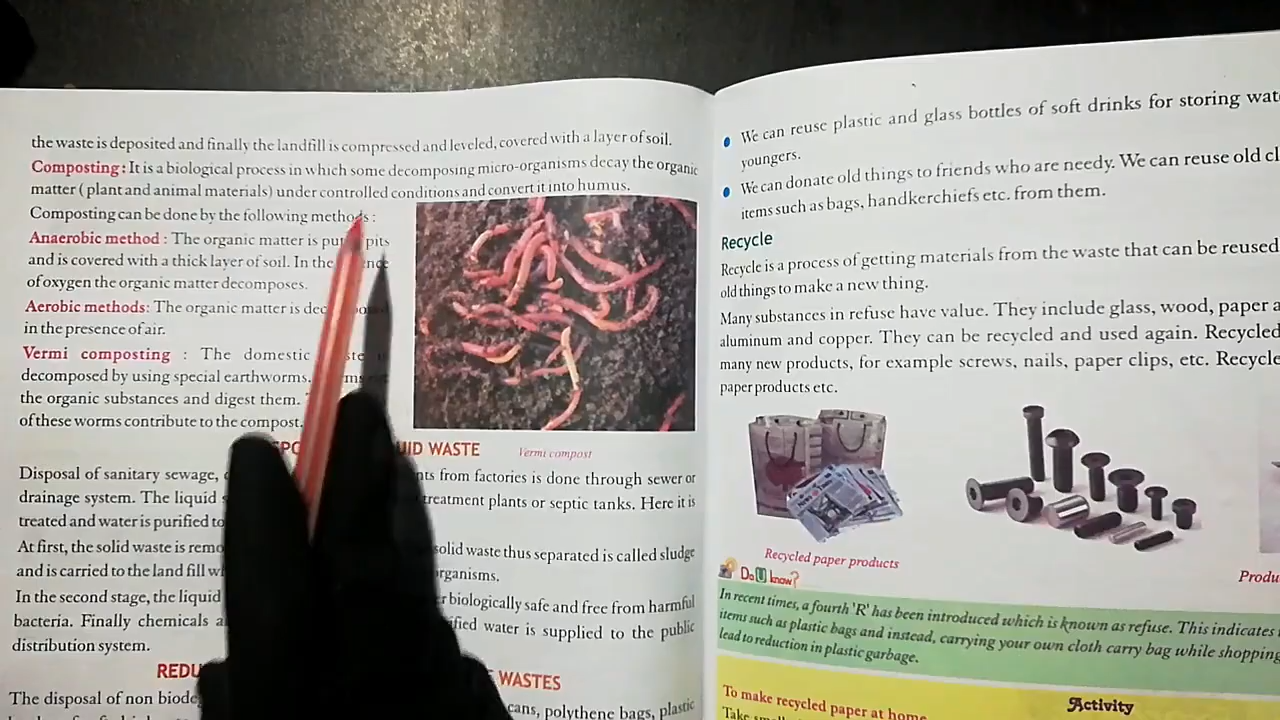 the waste is deposited and finally the landfill is compressed and leveled, covered with a layer of soil.
Composting: It is a biological process in which some decomposing micro-organisms decay the organic
matter (plant and animal materials) under controlled conditions and convert it into humus.
Composting can be done by the following methods :
Anaerobic method : The organic matter is put pits
and is covered with a thick layer of soil. In the
of oxygen the organic matter decomposes.
Aerobic methods: The organic matter is
in the presence of air.
Vermi composting : The domestic
decomposed by using special earthworms.
the organic substances and digest them.
of these worms contribute to the compost.
WASTE
Vermi compost
Disposal of sanitary sewage, from factories is done through sewer or
drainage system. The liquid treatment plants or septic tanks. Here it is
treated and water is purified to
At first, the solid waste is solid waste thus separated is called sludge
and is carried to the land fill
In the second stage, the liquid biologically safe and free from harmful
bacteria. Finally chemicals water is supplied to the public
distribution system.
WASTES
The disposal of non cans, polythene bags, plastic
We can reuse plastic and glass bottles of soft drinks for storing
youngers.
We can donate old things to friends who are needy. We can reuse old
items such as bags, handkerchiefs etc. from them.
Recycle
Recycle is a process of getting materials from the waste that can be reused
old things to make a new thing.
Many substances in refuse have value. They include glass, wood, paper
aluminum and copper. They can be recycled and used again. Recycled
many new products, for example screws, nails, paper clips, etc.
paper products etc.
Recycled paper products
Do U know?
In recent times, a fourth 'R' has been introduced which is known as refuse. This indicates
items such as plastic bags and instead, carrying your own cloth carry bag while shopping
lead to reduction in plastic garbage.
Activity
To make recycled paper at home
Take